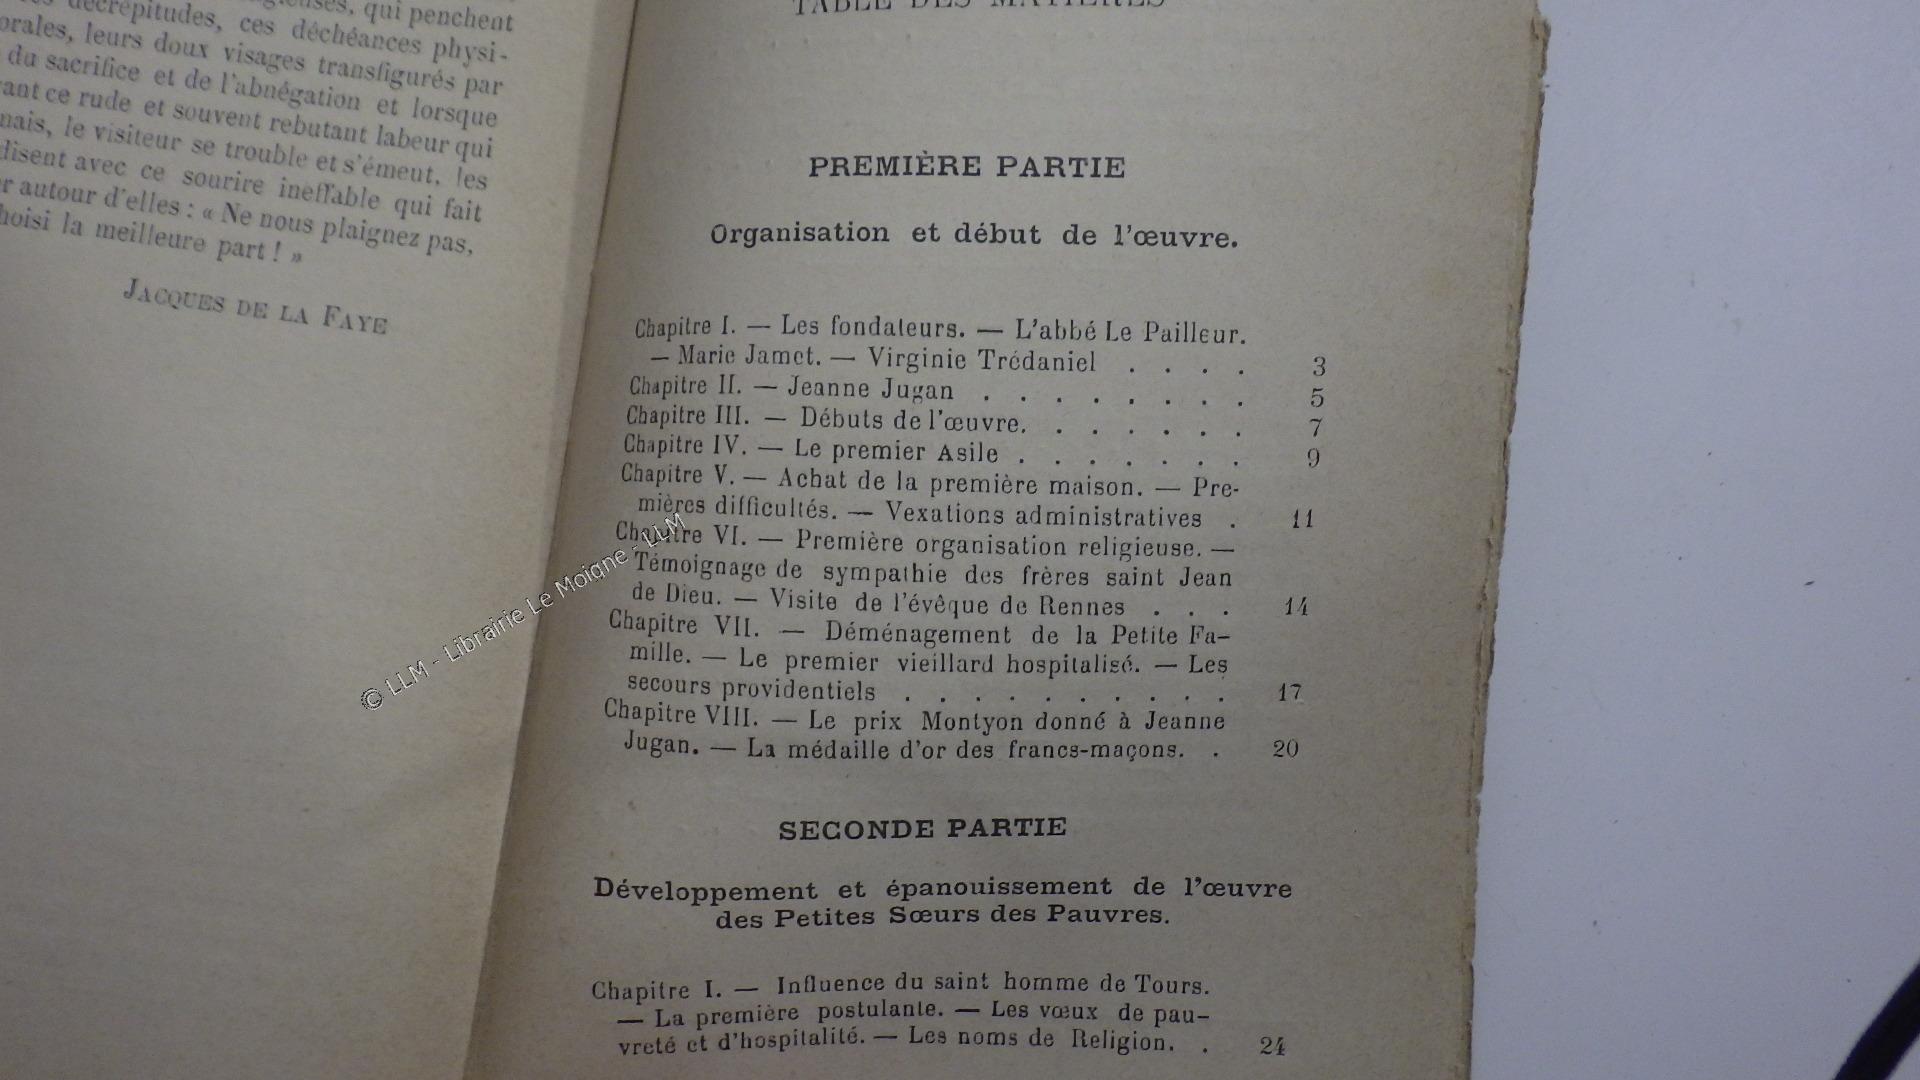 qui penchent
décrépitudes, ces déchéances physi-
orales, leurs doux visages transfigurés par
du sacrifice et de l'abnégation et lorsque
ce rude et souvent rebutant labeur qui
le visiteur se trouble et s'émeut, les
disent avec ce sourire ineffable qui fait
autour d'elles : « Ne nous plaignez pas,
la meilleure part ! »
JACQUES DE LA FAYE
TABLE DES MATIÈRES
PREMIÈRE PARTIE
Organisation et début de l'œuvre.
Chapitre I. — Les fondateurs. — L'abbé Le Pailleur.
— Marie Jamet. — Virginie Trédaniel . . . . 3
Chapitre II. — Jeanne Jugan . . . . . . . . 5
Chapitre III. — Débuts de l'œuvre. . . . . . . 7
Chapitre IV. — Le premier Asile . . . . . . . 9
Chapitre V. — Achat de la première maison. — Pre-
mières difficultés. — Vexations administratives . 11
Chapitre VI. — Première organisation religieuse. —
Témoignage de sympathie des frères saint Jean
de Dieu. — Visite de l'évêque de Rennes . . . 14
Chapitre VII. — Déménagement de la Petite Fa-
mille. — Le premier vieillard hospitalisé. — Les
secours providentiels . . . . . . . . . . 17
Chapitre VIII. — Le prix Montyon donné à Jeanne
Jugan. — La médaille d'or des francs-maçons. . 20
SECONDE PARTIE
Développement et épanouissement de l'œuvre
des Petites Sœurs des Pauvres.
Chapitre I. — Influence du saint homme de Tours.
— La première postulante. — Les vœux de pau-
vreté et d'hospitalité. — Les noms de Religion. . 24
© LLM - Librairie Le Moigne - LLM